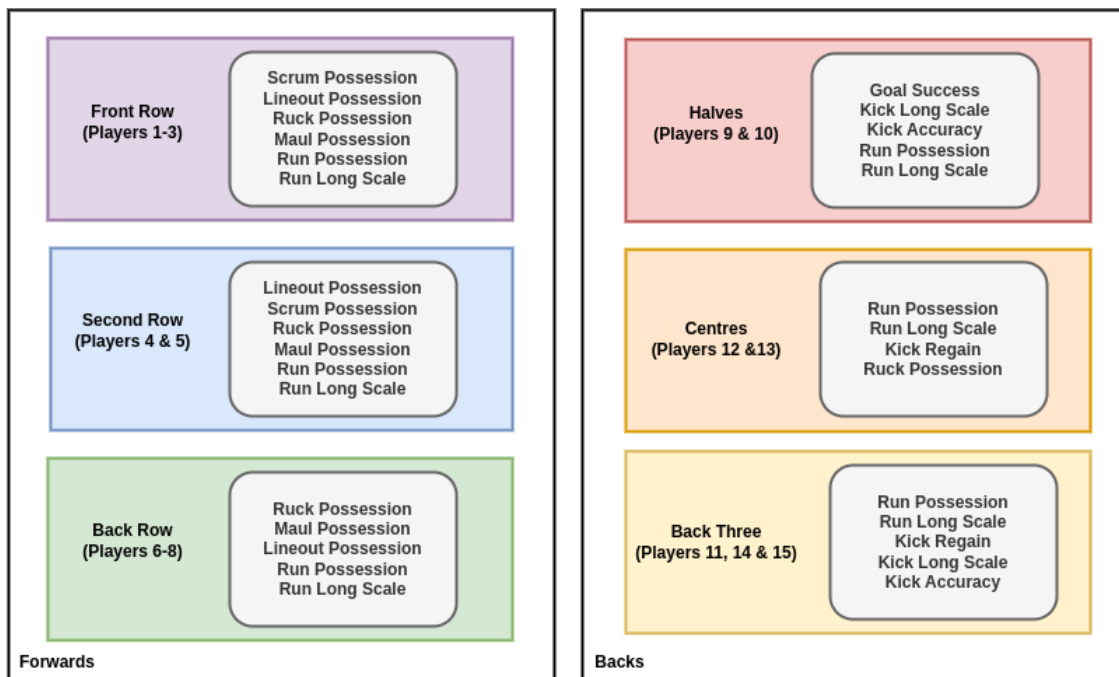 Front Row
(Players 1-3)
Scrum Possession
Lineout Possession
Ruck Possession
Maul Possession
Run Possession
Run Long Scale
Second Row
(Players 4 & 5)
Lineout Possession
Scrum Possession
Ruck Possession
Maul Possession
Run Possession
Run Long Scale
Back Row
(Players 6-8)
Ruck Possession
Maul Possession
Lineout Possession
Run Possession
Run Long Scale
Forwards
Halves
(Players 9 & 10)
Goal Success
Kick Long Scale
Kick Accuracy
Run Possession
Run Long Scale
Centres
(Players 12 &13)
Run Possession
Run Long Scale
Kick Regain
Ruck Possession
Back Three
(Players 11, 14 & 15)
Run Possession
Run Long Scale
Kick Regain
Kick Long Scale
Kick Accuracy
Backs